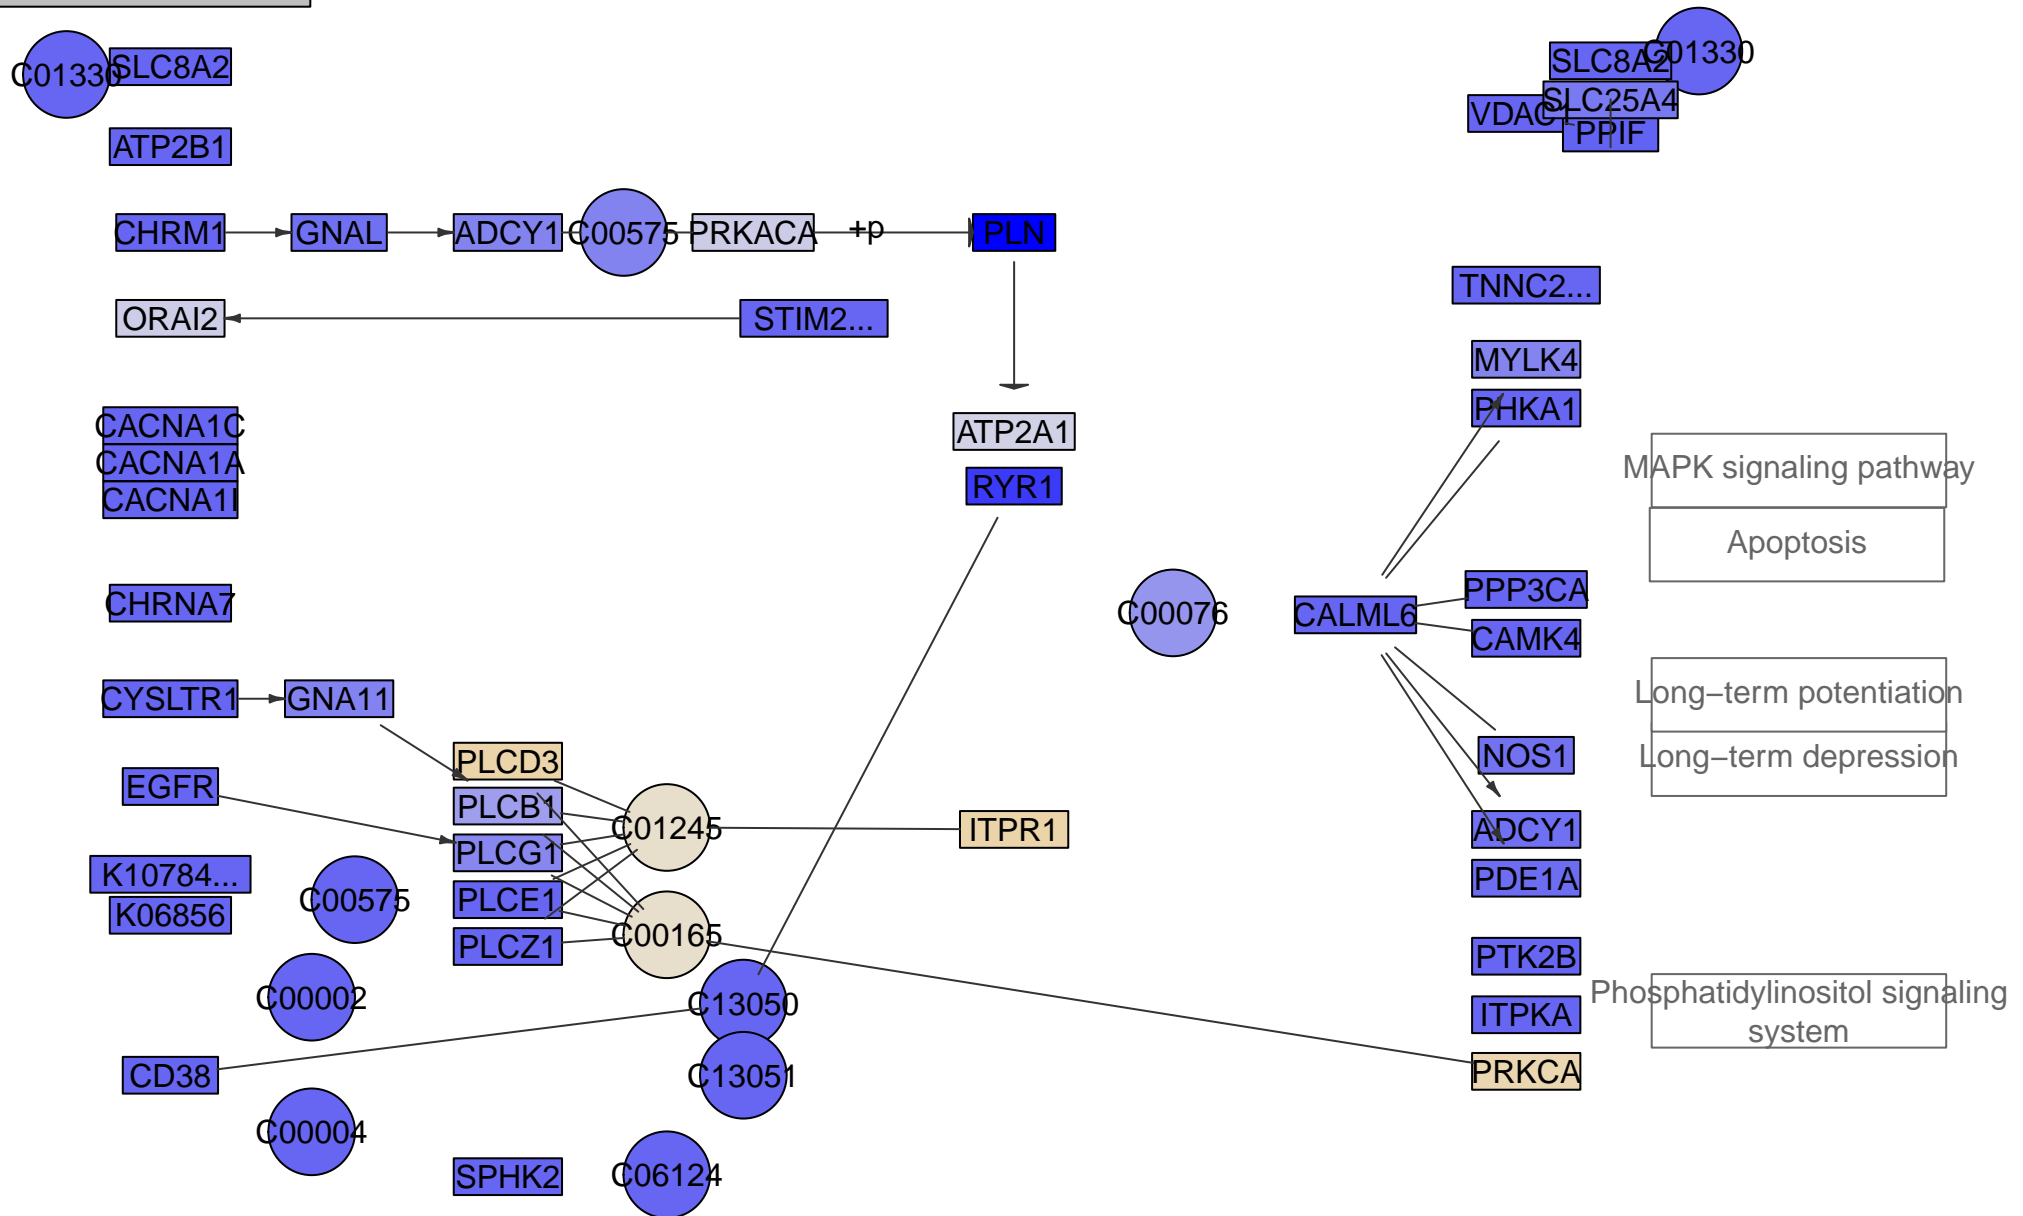 C01330
SLC8A2
SLC8A2
C01330
SLC25A4
VDAC1
PPIF
ATP2B1
CHRM1
GNAL
ADCY1
C00575
PRKACA
+p
PLN
TNNC2...
ORAI2
STIM2...
MYLK4
PHKA1
CACNA1C
CACNA1A
CACNA1I
ATP2A1
RYR1
MAPK signaling pathway
Apoptosis
CHRNA7
C00076
CALML6
PPP3CA
CAMK4
CYSLTR1
GNA11
Long−term potentiation
Long−term depression
NOS1
PLCD3
EGFR
PLCB1
C01245
ITPR1
ADCY1
PLCG1
K10784...
PDE1A
C00575
PLCE1
K06856
C00165
PLCZ1
PTK2B
C00002
C13050
ITPKA
Phosphatidylinositol signaling
system
CD38
C13051
PRKCA
C00004
SPHK2
C06124